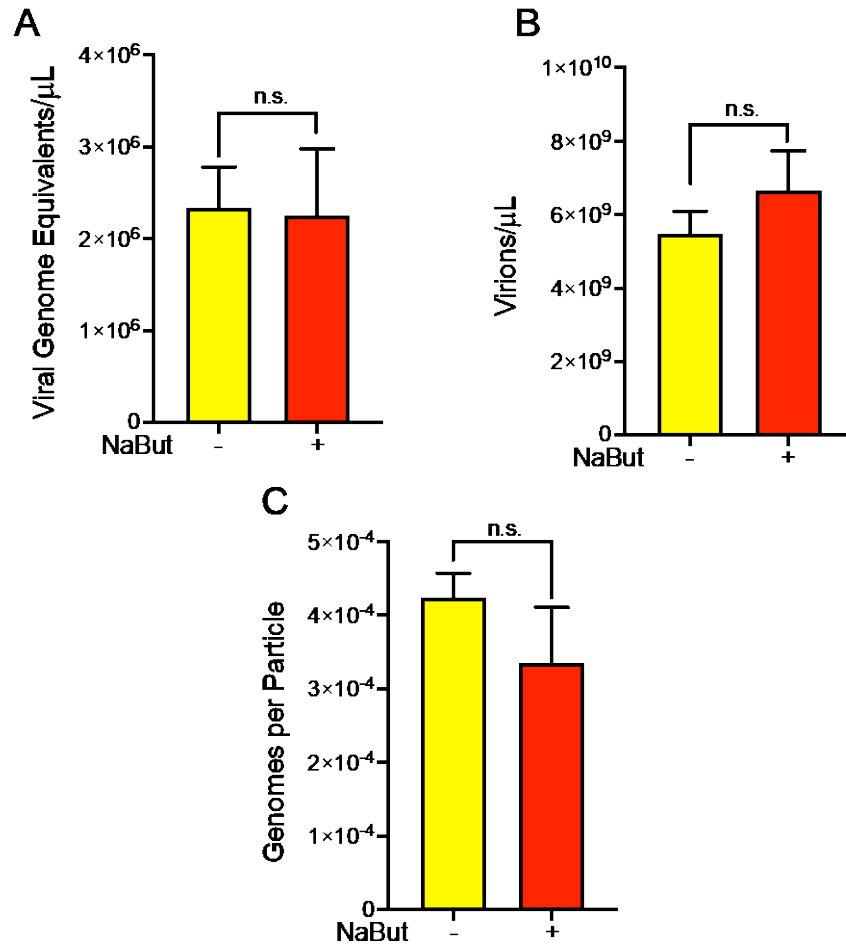 A
Viral Genome Equivalents/μL
4×10⁶
3×10⁶
2×10⁶
1×10⁶
0
n.s.
NaBut - +
B
Virions/μL
1×10¹⁰
8×10⁹
6×10⁹
4×10⁹
2×10⁹
0
n.s.
NaBut - +
C
Genomes per Particle
5×10⁻⁴
4×10⁻⁴
3×10⁻⁴
2×10⁻⁴
1×10⁻⁴
0
n.s.
NaBut - +